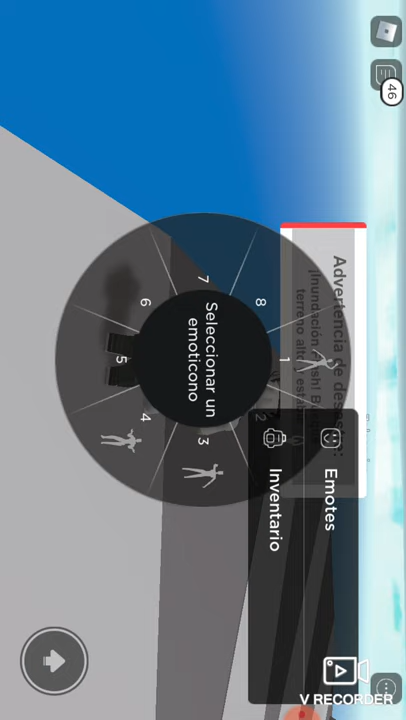 46
Advertencia de desastre:
¡Inundación
terreno alto
Seleccionar un
emoticono
1
2
3
4
5
6
7
8
Emotes
Inventario
V RECORDER